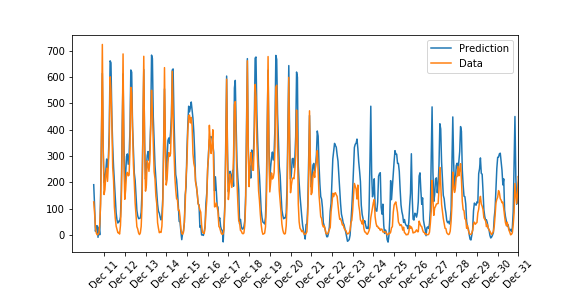 700
600
500
400
300
200
100
0
Prediction
Data
Dec 11
Dec 12
Dec 13
Dec 14
Dec 15
Dec 16
Dec 17
Dec 18
Dec 19
Dec 20
Dec 21
Dec 22
Dec 23
Dec 24
Dec 25
Dec 26
Dec 27
Dec 28
Dec 29
Dec 30
Dec 31